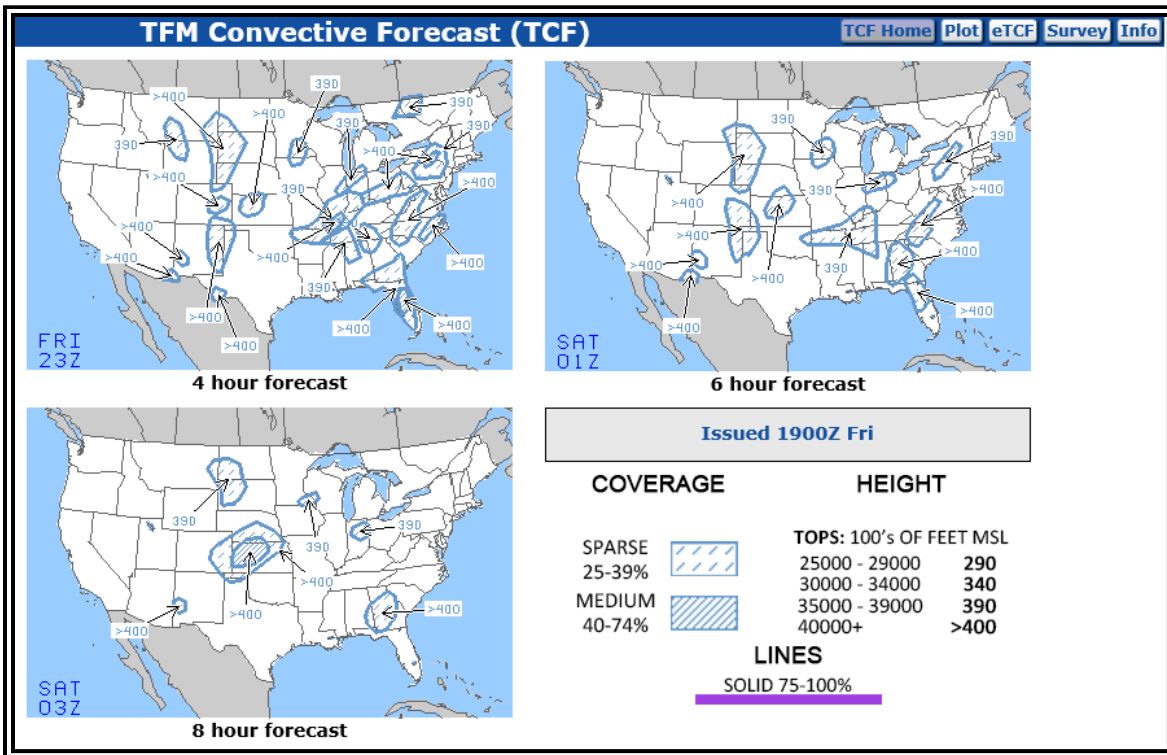 TFM Convective Forecast (TCF)
TCF Home
Plot
eTCF
Survey
Info
390
>400
390
>400
390
390
390
390
>400
>400
>400
390
>400
>400
>400
>400
390
>400
>400
>400
>400
FRI
23Z
4 hour forecast
390
>400
>400
390
>400
>400
>400
>400
390
>400
>400
>400
SAT
01Z
6 hour forecast
390
390
390
>400
>400
>400
>400
SAT
03Z
8 hour forecast
Issued 1900Z Fri
COVERAGE
SPARSE
25-39%
MEDIUM
40-74%
HEIGHT
TOPS: 100's OF FEET MSL
25000 - 29000 290
30000 - 34000 340
35000 - 39000 390
40000+ >400
LINES
SOLID 75-100%